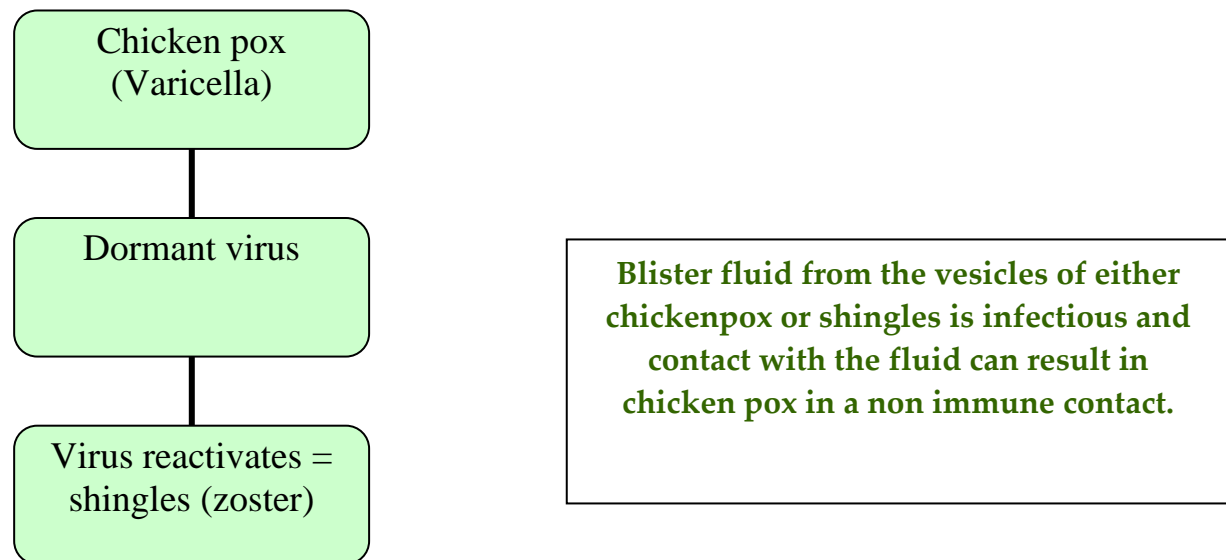 Chicken pox
(Varicella)
Dormant virus
Blister fluid from the vesicles of either
chickenpox or shingles is infectious and
contact with the fluid can result in
chicken pox in a non immune contact.
Virus reactivates =
shingles (zoster)